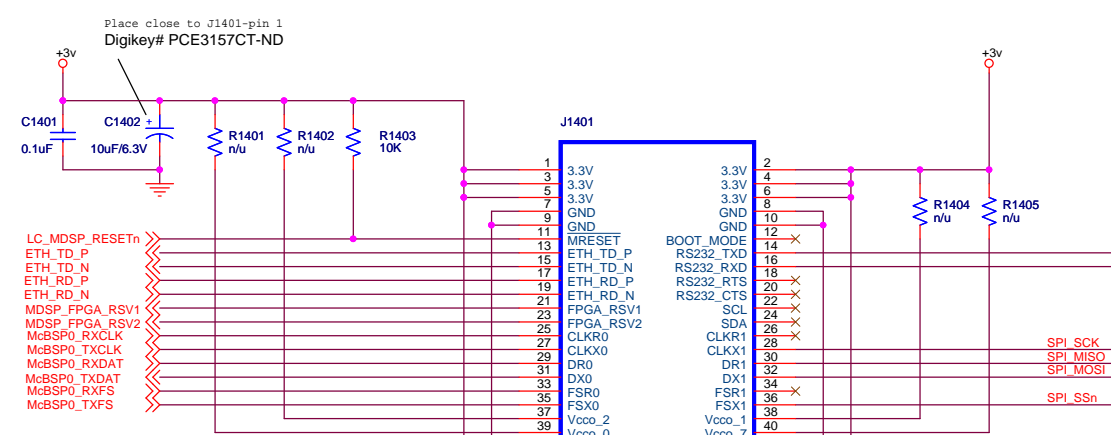 Place close to J1401-pin 1
Digikey# PCE3157CT-ND
+3v
+3v
C1401
0.1uF
C1402
+
10uF/6.3V
R1401
n/u
R1402
n/u
R1403
10K
R1404
n/u
R1405
n/u
J1401
1 3.3V 3.3V 2
3 3.3V 3.3V 4
5 3.3V 3.3V 6
7 GND GND 8
9 GND GND 10
LC_MDSP_RESETn 11 MRESET BOOT_MODE 12
ETH_TD_P 13 ETH_TD_P RS232_TXD 14
ETH_TD_N 15 ETH_TD_N RS232_RXD 16
ETH_RD_P 17 ETH_RD_P RS232_RTS 18
ETH_RD_N 19 ETH_RD_N RS232_CTS 20
MDSP_FPGA_RSV1 21 FPGA_RSV1 SCL 22
MDSP_FPGA_RSV2 23 FPGA_RSV2 SDA 24
McBSP0_RXCLK 25 CLKR0 CLKR1 26
McBSP0_TXCLK 27 CLKX0 CLKX1 28 SPI_SCK
McBSP0_RXDAT 29 DR0 DR1 30 SPI_MISO
McBSP0_TXDAT 31 DX0 DX1 32 SPI_MOSI
McBSP0_RXFS 33 FSR0 FSR1 34
McBSP0_TXFS 35 FSX0 FSX1 36 SPI_SSn
37 Vcco_2 Vcco_1 38
39 Vcco_0 Vcco_7 40